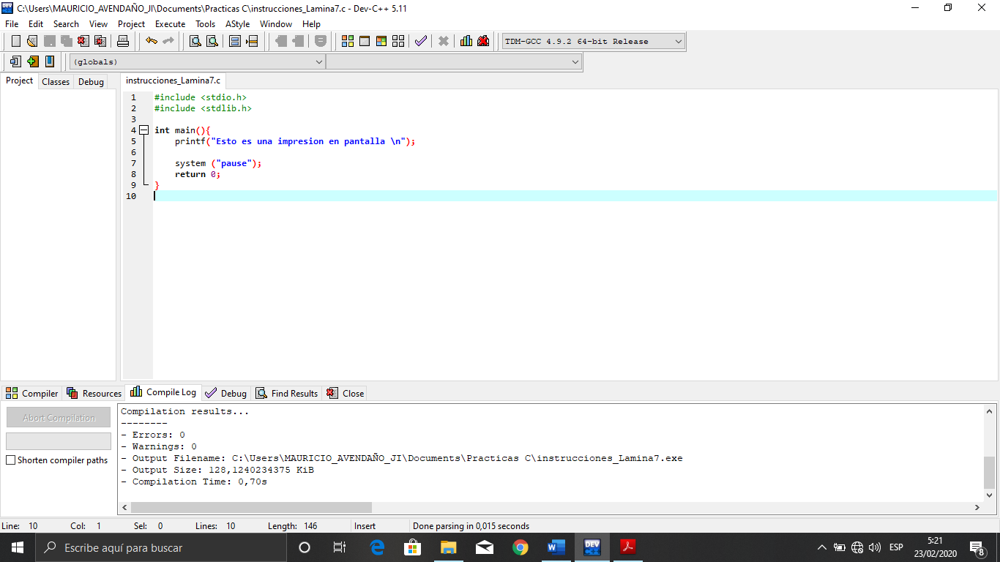 C:\Users\MAURICIO_AVENDAÑO_JI\Documents\Practicas C\instrucciones_Lamina7.c - Dev-C++ 5.11
File Edit Search View Project Execute Tools AStyle Window Help
TDM-GCC 4.9.2 64-bit Release
(globals)
Project Classes Debug
instrucciones_Lamina7.c
1 #include <stdio.h>
2 #include <stdlib.h>
3
4 int main(){
5 printf("Esto es una impresion en pantalla \n");
6
7 system ("pause");
8 return 0;
9 }
10
Compiler Resources Compile Log Debug Find Results Close
Abort Compilation
Shorten compiler paths
Compilation results...
--------
- Errors: 0
- Warnings: 0
- Output Filename: C:\Users\MAURICIO_AVENDAÑO_JI\Documents\Practicas C\instrucciones_Lamina7.exe
- Output Size: 128,1240234375 KiB
- Compilation Time: 0,70s
Line: 10 Col: 1 Sel: 0 Lines: 10 Length: 146 Insert Done parsing in 0,015 seconds
Escribe aquí para buscar
DEV
ESP
5:21
23/02/2020
8